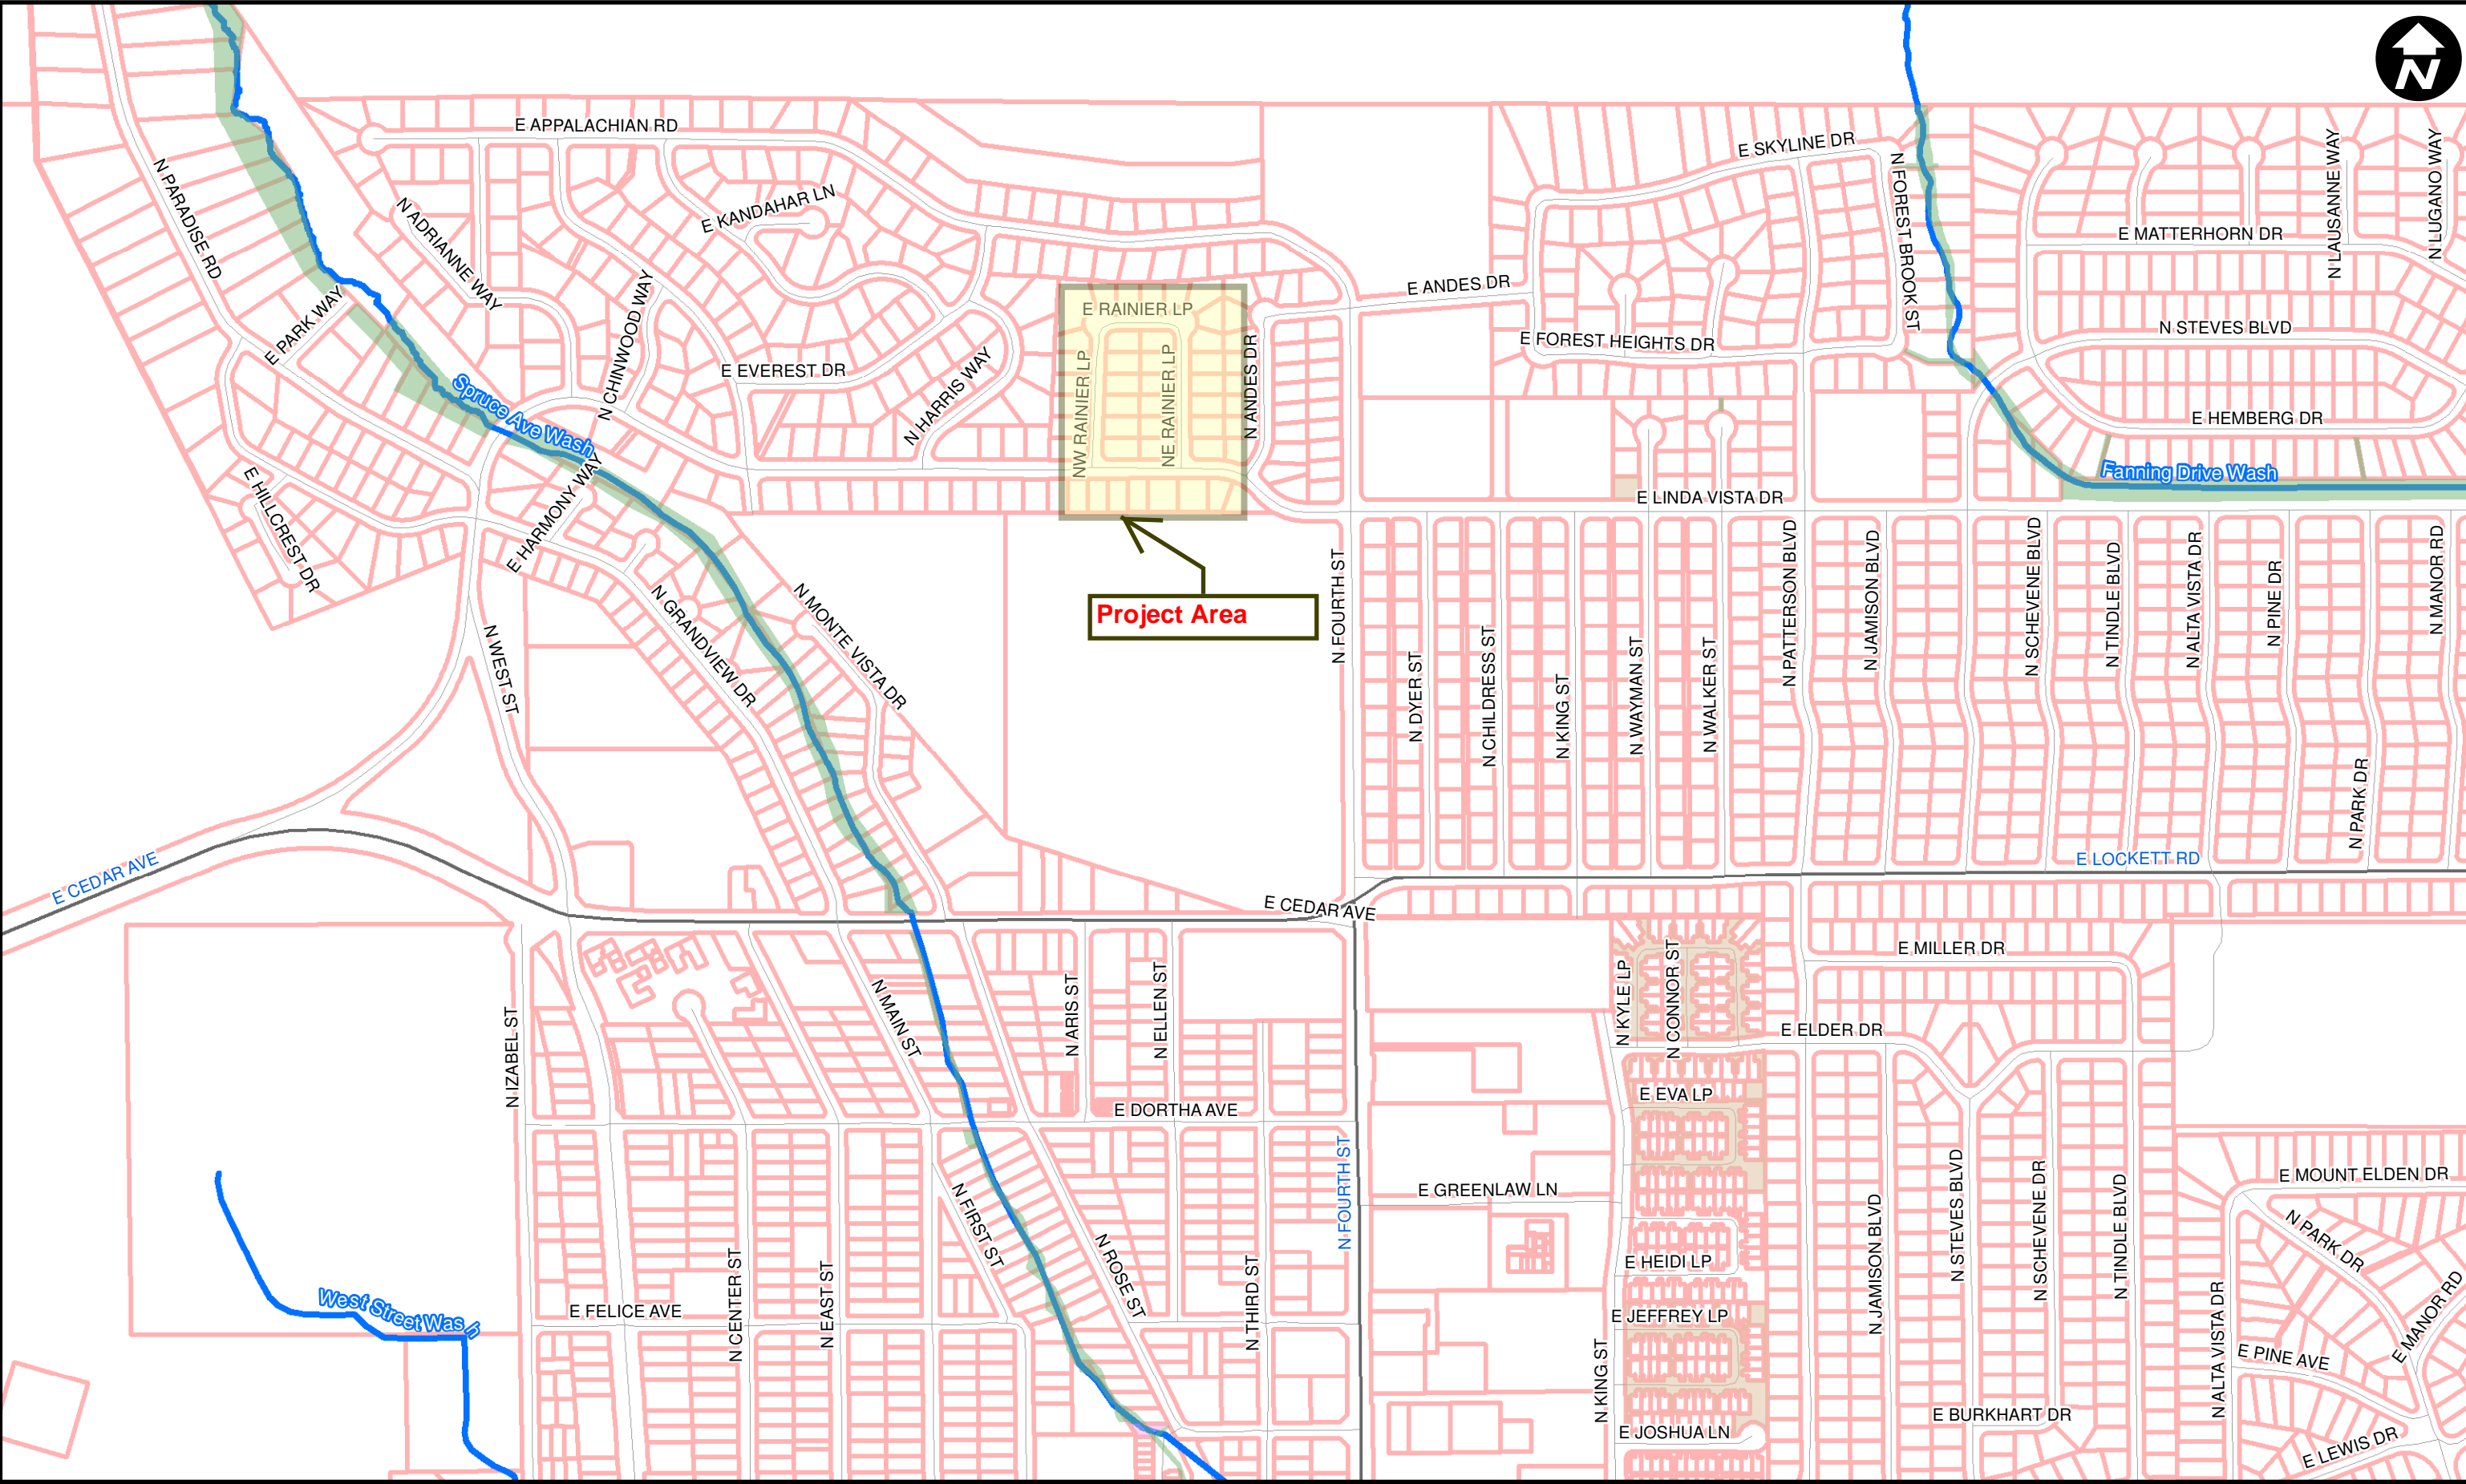 N
E APPALACHIAN RD
E SKYLINE DR
N PARADISE RD
N ADRIANNE WAY
E KANDAHAR LN
N FOREST BROOK ST
N LAUSANNE WAY
N LUGANO WAY
E MATTERHORN DR
E PARK WAY
N CHINWOOD WAY
E RAINIER LP
E ANDES DR
E FOREST HEIGHTS DR
N STEVES BLVD
E EVEREST DR
N HARRIS WAY
NW RAINIER LP
NE RAINIER LP
N ANDES DR
Spruce Ave Wash
E HEMBERG DR
Fanning Drive Wash
E HILLCREST DR
E HARMONY WAY
E LINDA VISTA DR
Project Area
N WEST ST
N GRANDVIEW DR
N MONTE VISTA DR
N FOURTH ST
N DYER ST
N CHILDRESS ST
N KING ST
N WAYMAN ST
N WALKER ST
N PATTERSON BLVD
N JAMISON BLVD
N SCHEVENE BLVD
N TINDLE BLVD
N ALTA VISTA DR
N PINE DR
N MANOR RD
N PARK DR
E CEDAR AVE
E LOCKETT RD
E CEDAR AVE
E MILLER DR
N IZABEL ST
N MAIN ST
N ARIS ST
N ELLEN ST
N KYLE LP
N CONNOR ST
E ELDER DR
E EVA LP
E DORTHA AVE
N FOURTH ST
E GREENLAW LN
E MOUNT ELDEN DR
N FIRST ST
N ROSE ST
N JAMISON BLVD
N STEVES BLVD
N SCHEVENE DR
N TINDLE BLVD
N PARK DR
E HEIDI LP
West Street Wash
E FELICE AVE
N CENTER ST
N EAST ST
N THIRD ST
E JEFFREY LP
N KING ST
N ALTA VISTA DR
E MANOR RD
E PINE AVE
E BURKHART DR
E JOSHUA LN
E LEWIS DR